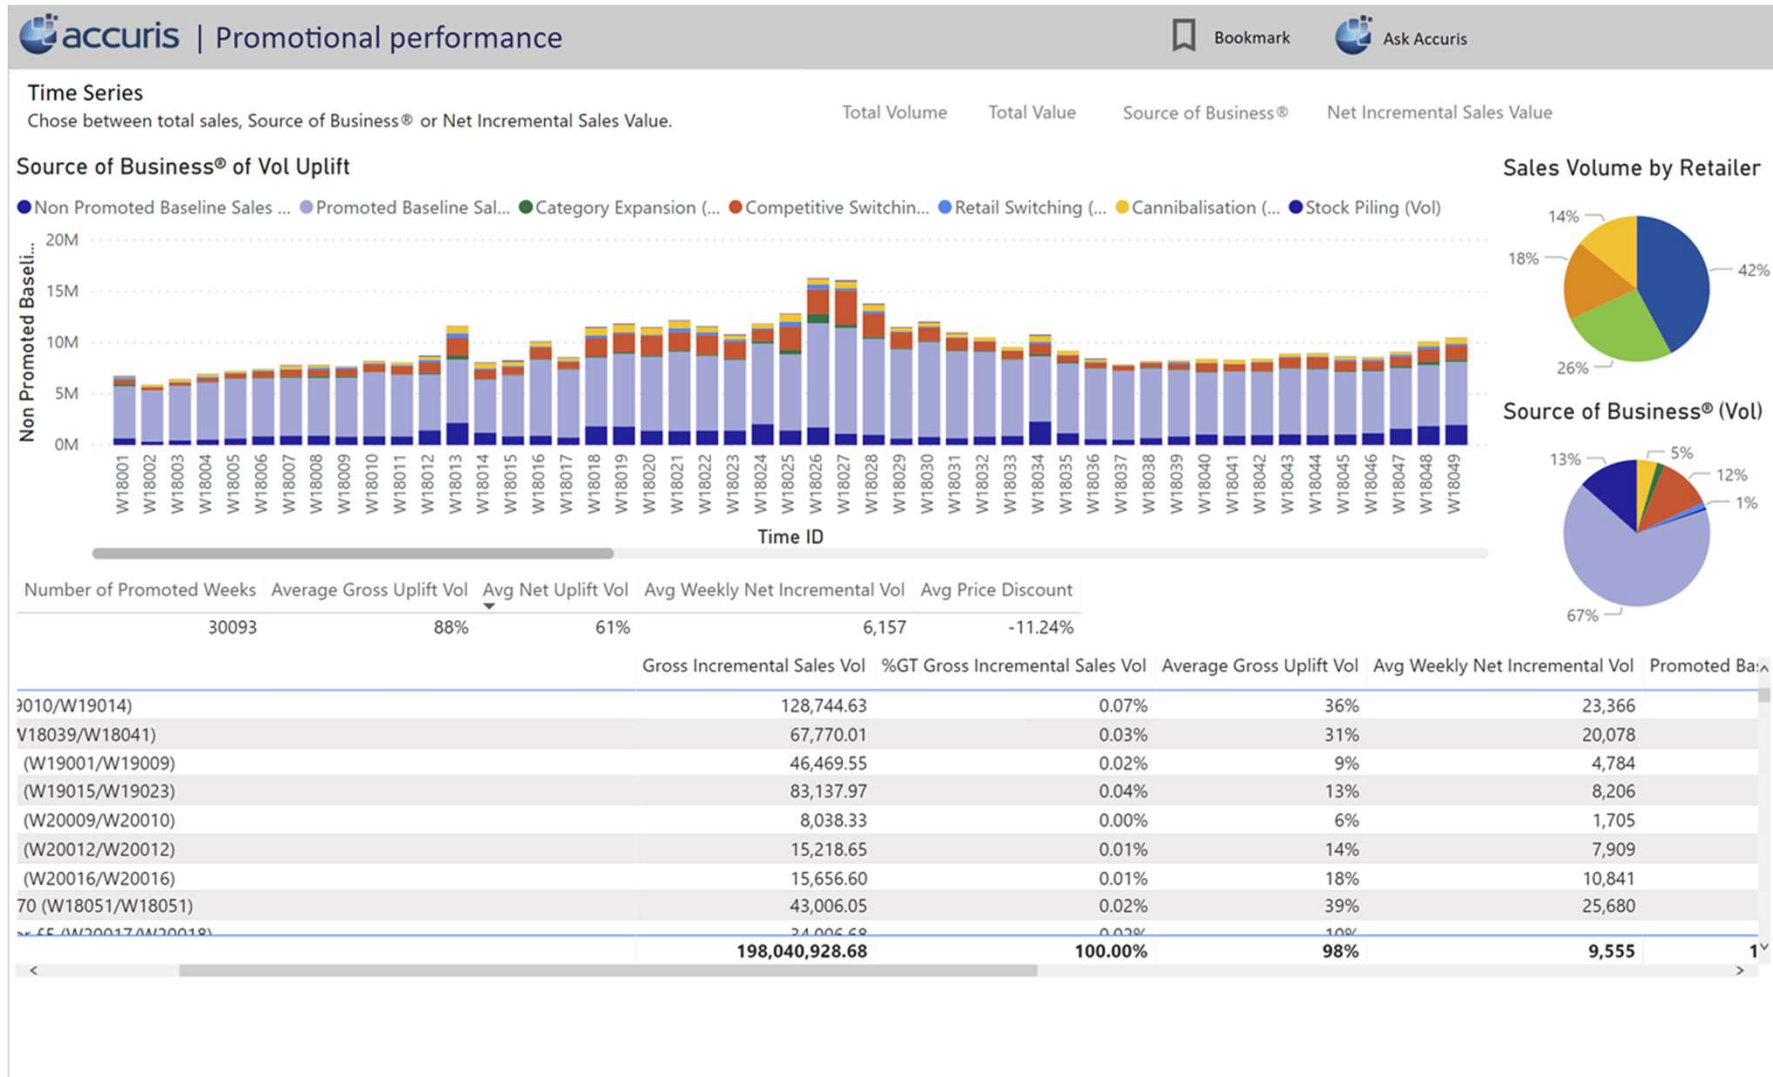 accuris | Promotional performance
Bookmark
Ask Accuris
Time Series
Chose between total sales, Source of Business® or Net Incremental Sales Value.
Total Volume Total Value Source of Business® Net Incremental Sales Value
Source of Business® of Vol Uplift
Non Promoted Baseline Sales ... Promoted Baseline Sal... Category Expansion (... Competitive Switchin... Retail Switching (... Cannibalisation (... Stock Piling (Vol)
Non Promoted Baseli...
20M
15M
10M
5M
0M
W18001 W18002 W18003 W18004 W18005 W18006 W18007 W18008 W18009 W18010 W18011 W18012 W18013 W18014 W18015 W18016 W18017 W18018 W18019 W18020 W18021 W18022 W18023 W18024 W18025 W18026 W18027 W18028 W18029 W18030 W18031 W18032 W18033 W18034 W18035 W18036 W18037 W18038 W18039 W18040 W18041 W18042 W18043 W18044 W18045 W18046 W18047 W18048 W18049
Time ID
Sales Volume by Retailer
14%
18%
42%
26%
Source of Business® (Vol)
13%
5%
12%
1%
67%
Number of Promoted Weeks Average Gross Uplift Vol Avg Net Uplift Vol Avg Weekly Net Incremental Vol Avg Price Discount
30093 88% 61% 6,157 -11.24%
Gross Incremental Sales Vol %GT Gross Incremental Sales Vol Average Gross Uplift Vol Avg Weekly Net Incremental Vol Promoted Ba
9010/W19014) 128,744.63 0.07% 36% 23,366
W18039/W18041) 67,770.01 0.03% 31% 20,078
(W19001/W19009) 46,469.55 0.02% 9% 4,784
(W19015/W19023) 83,137.97 0.04% 13% 8,206
(W20009/W20010) 8,038.33 0.00% 6% 1,705
(W20012/W20012) 15,218.65 0.01% 14% 7,909
(W20016/W20016) 15,656.60 0.01% 18% 10,841
70 (W18051/W18051) 43,006.05 0.02% 39% 25,680
£5 (W20017/W20018) 34,006.68 0.02% 10%
198,040,928.68 100.00% 98% 9,555 1